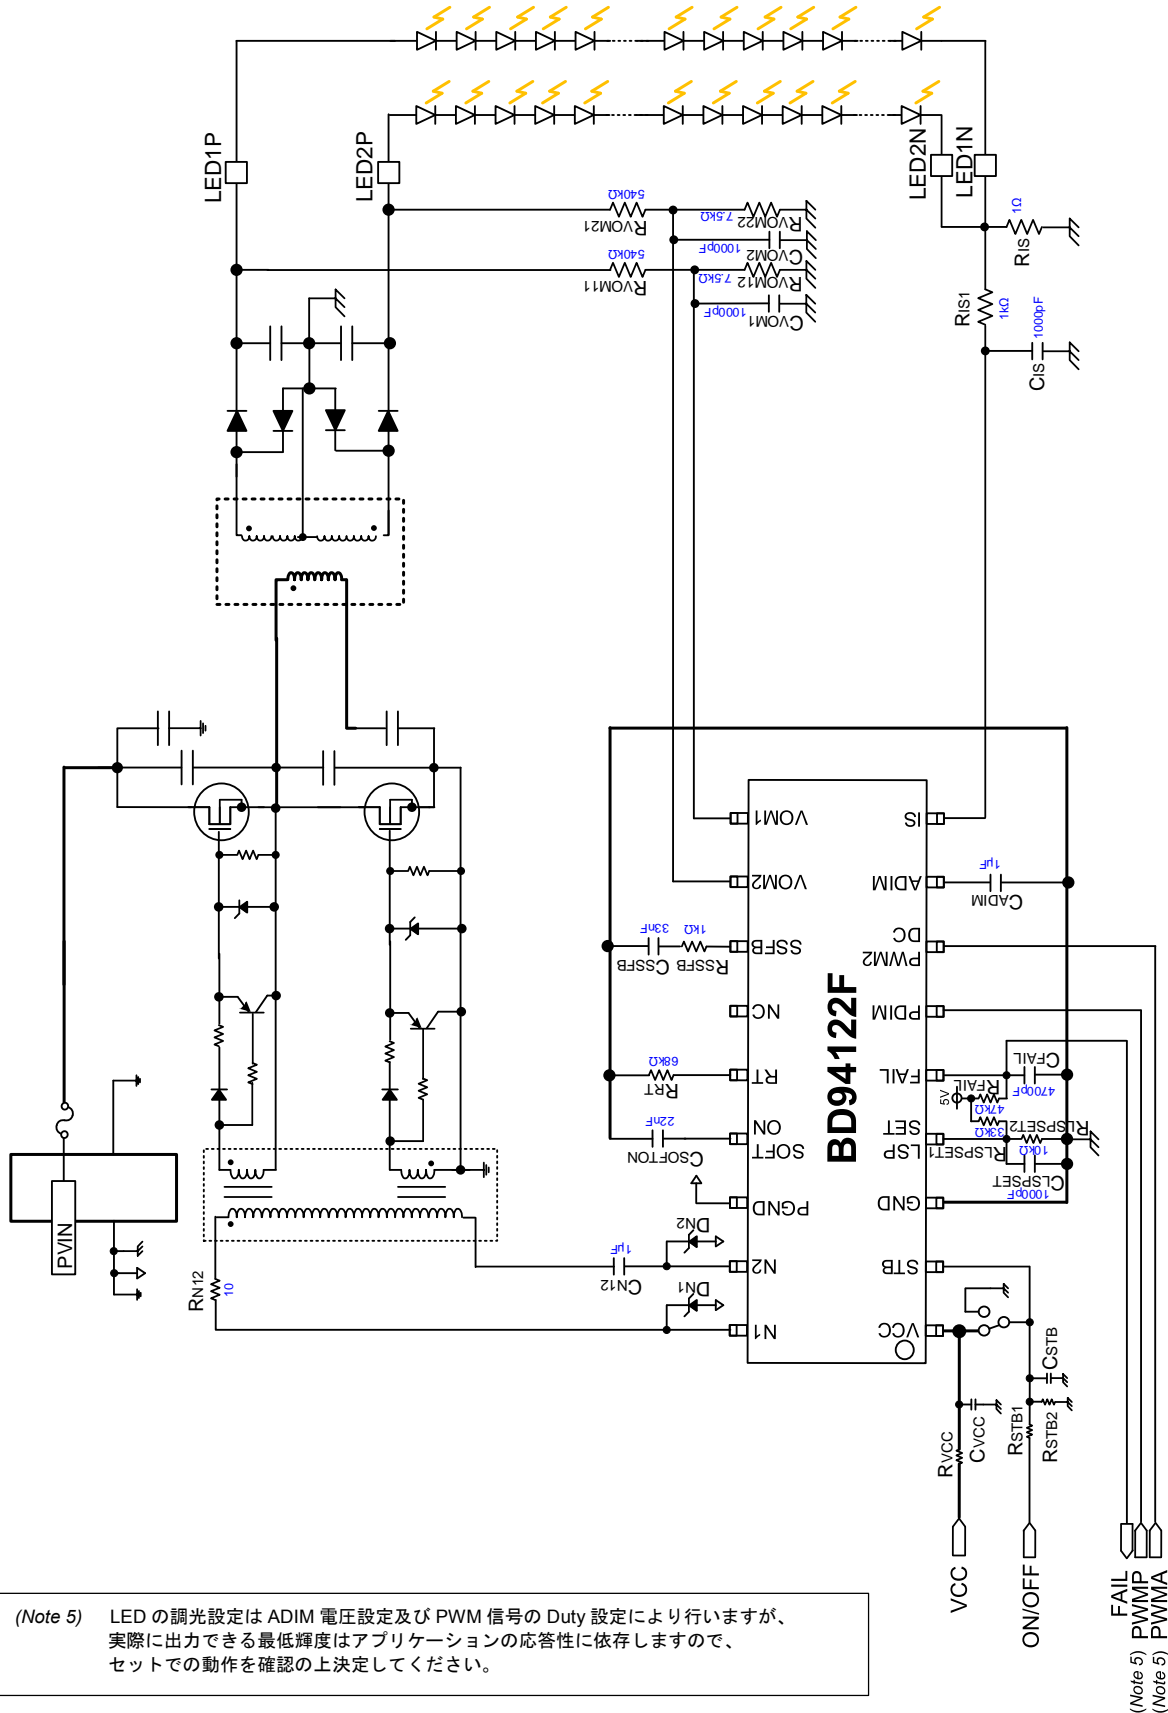 LED1P
LED2P
LED2N
LED1N
540kΩ
RVOM21
7.5kΩ
RVOM22
1000pF
CVOM2
540kΩ
RVOM11
7.5kΩ
RVOM12
1000pF
CVOM1
RIS
1Ω
RIS1
1kΩ
CIS
1000pF
BD94122F
VOM1
VOM2
SSFB
NC
RT
SOFT
ON
PGND
N2
N1
IS
ADIM
PWM2
DC
PDIM
FAIL
LSP
SET
GND
STB
VCC
1µF
CADIM
33nF
CSSFB
1kΩ
RSSFB
68kΩ
RRT
22nF
CSOFTON
CFAIL
4700pF
RFAIL
47kΩ
5V
33kΩ
RLSPSET1
RLSPSET2
10kΩ
CLSPSET
1000pF
DN2
DN1
1µF
CN12
RN12
10
PVIN
RVCC
CVCC
CSTB
RSTB1
RSTB2
VCC
ON/OFF
FAIL
(Note 5) PWMP
(Note 5) PWMA
(Note 5) LED の調光設定は ADIM 電圧設定及び PWM 信号の Duty 設定により行いますが、
実際に出力できる最低輝度はアプリケーションの応答性に依存しますので、
セットでの動作を確認の上決定してください。